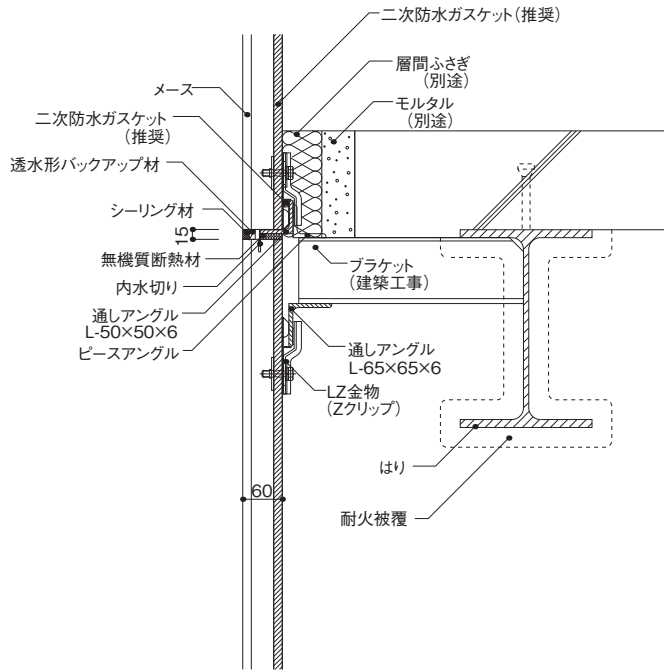 二次防水ガスケット(推奨)
層間ふさぎ
(別途)
メース
モルタル
(別途)
二次防水ガスケット
(推奨)
透水形バックアップ材
シーリング材
15
無機質断熱材
内水切り
通しアングル
L-50×50×6
ピースアングル
ブラケット
(建築工事)
通しアングル
L-65×65×6
LZ金物
(Zクリップ)
はり
60
耐火被覆